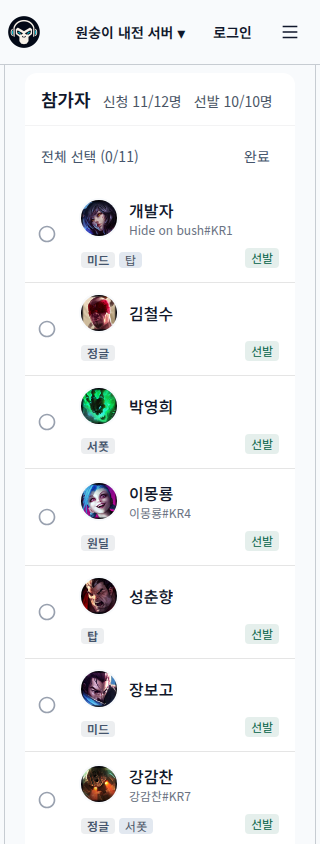 원숭이 내전 서버 ▾ 로그인
참가자 신청 11/12명 선발 10/10명
전체 선택 (0/11) 완료
개발자
Hide on bush#KR1
미드 탑 선발
김철수
정글 선발
박영희
서폿 선발
이몽룡
이몽룡#KR4
원딜 선발
성춘향
탑 선발
장보고
미드 선발
강감찬
강감찬#KR7
정글 서폿 선발